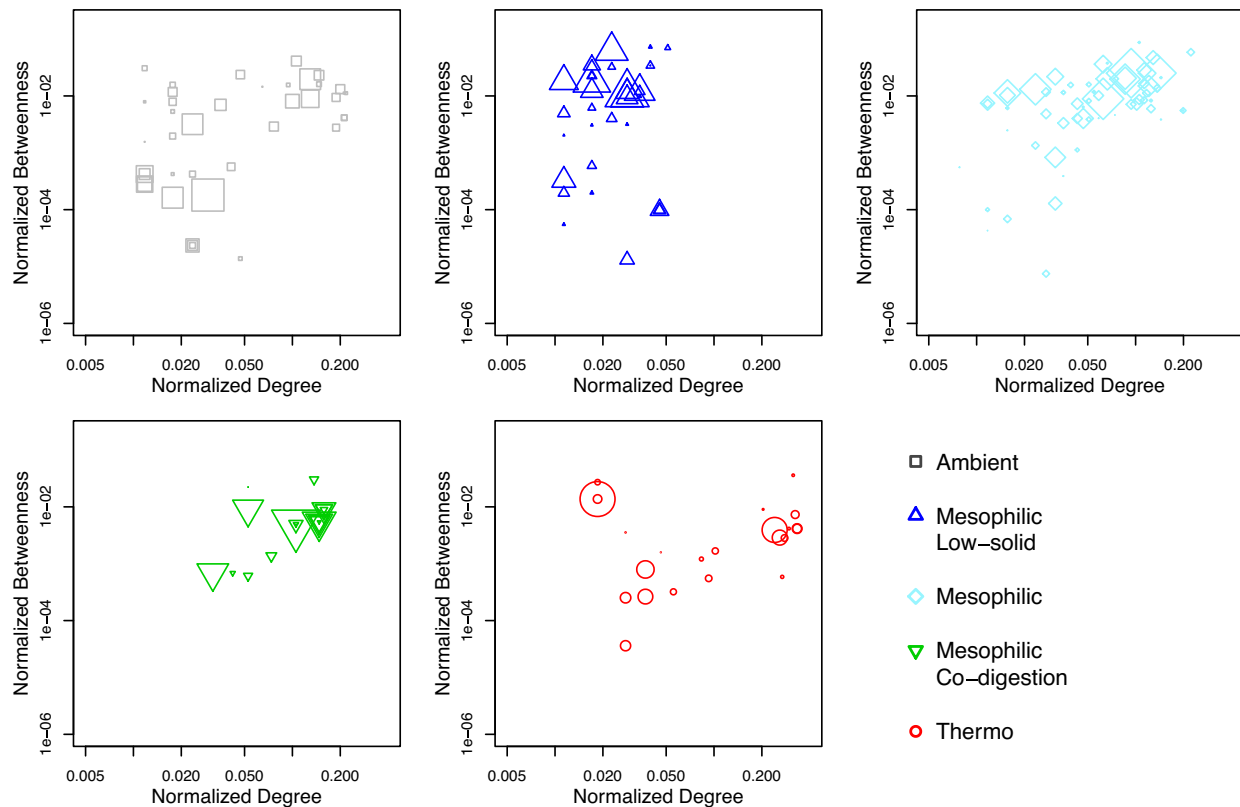 Normalized Betweenness
1e−02
1e−04
1e−06
0.005 0.020 0.050 0.200
Normalized Degree
Normalized Betweenness
1e−02
1e−04
1e−06
0.005 0.020 0.050 0.200
Normalized Degree
Normalized Betweenness
1e−02
1e−04
1e−06
0.005 0.020 0.050 0.200
Normalized Degree
Normalized Betweenness
1e−02
1e−04
1e−06
0.005 0.020 0.050 0.200
Normalized Degree
Normalized Betweenness
1e−02
1e−04
1e−06
0.005 0.020 0.050 0.200
Normalized Degree
Ambient
Mesophilic
Low−solid
Mesophilic
Mesophilic
Co−digestion
Thermo